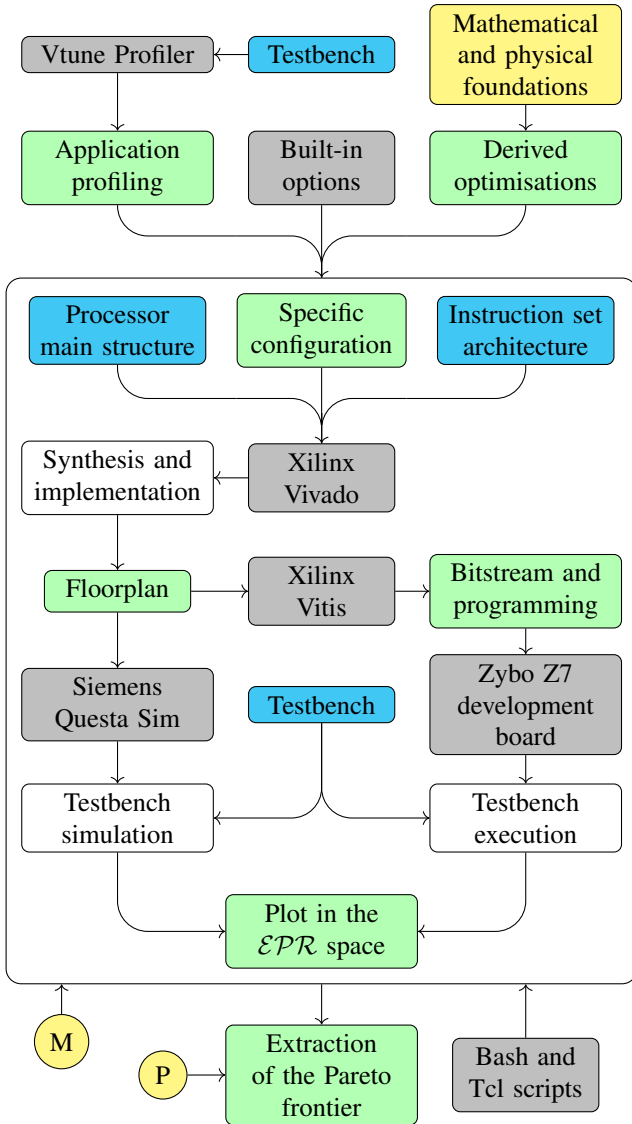 Vtune Profiler
Testbench
Mathematical
and physical
foundations
Application
profiling
Built-in
options
Derived
optimisations
Processor
main structure
Specific
configuration
Instruction set
architecture
Synthesis and
implementation
Xilinx
Vivado
Floorplan
Xilinx
Vitis
Bitstream and
programming
Siemens
Questa Sim
Testbench
Zybo Z7
development
board
Testbench
simulation
Testbench
execution
Plot in the
𝓔𝓟𝓡 space
M
P
Extraction
of the Pareto
frontier
Bash and
Tcl scripts